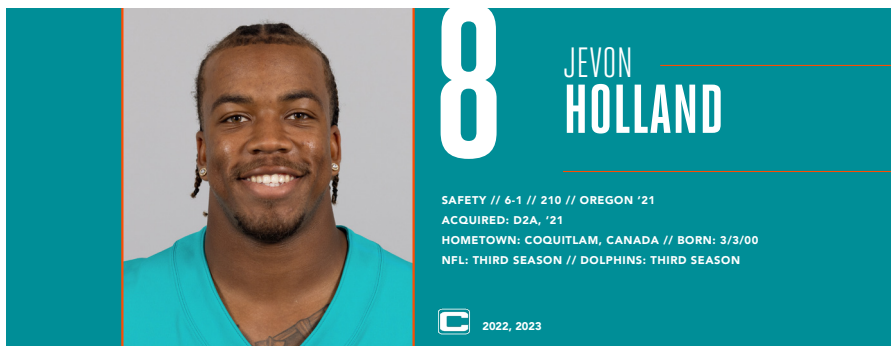 8
JEVON
HOLLAND
SAFETY // 6-1 // 210 // OREGON ’21
ACQUIRED: D2A, ’21
HOMETOWN: COQUITLAM, CANADA // BORN: 3/3/00
NFL: THIRD SEASON // DOLPHINS: THIRD SEASON
C 2022, 2023